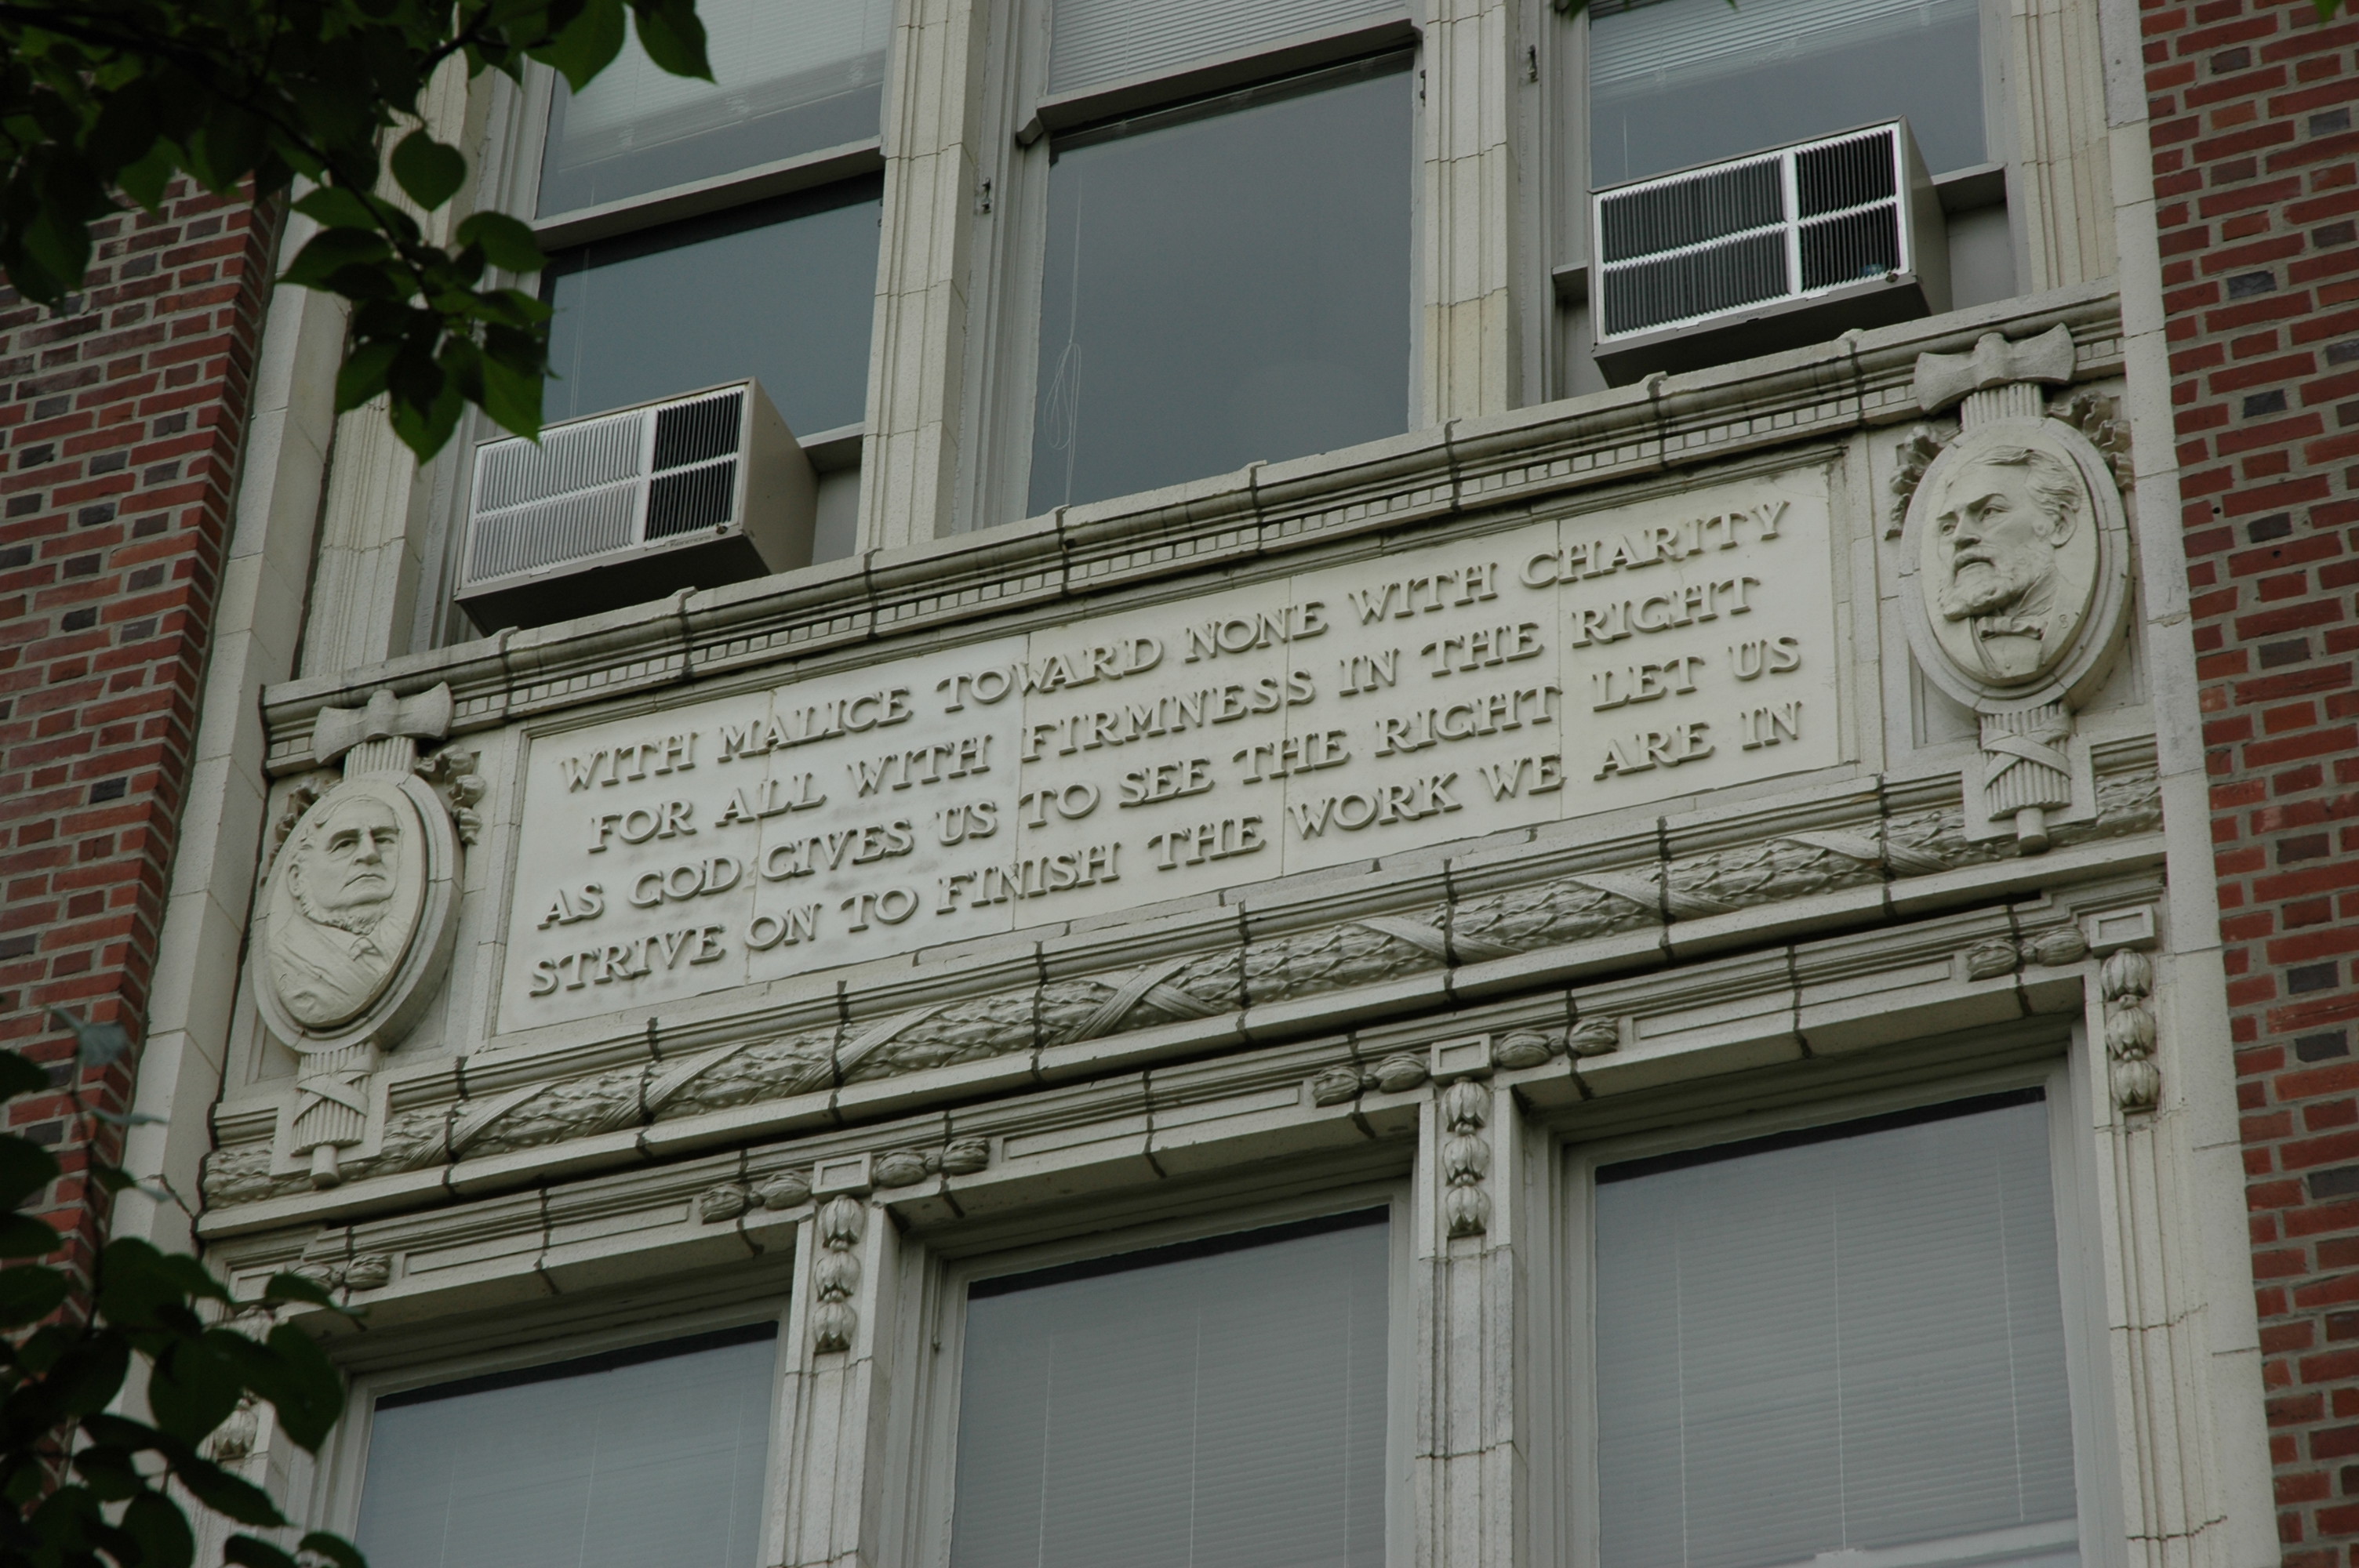 WITH MALICE TOWARD NONE WITH CHARITY
FOR ALL WITH FIRMNESS IN THE RIGHT
AS GOD GIVES US TO SEE THE RIGHT LET US
STRIVE ON TO FINISH THE WORK WE ARE IN